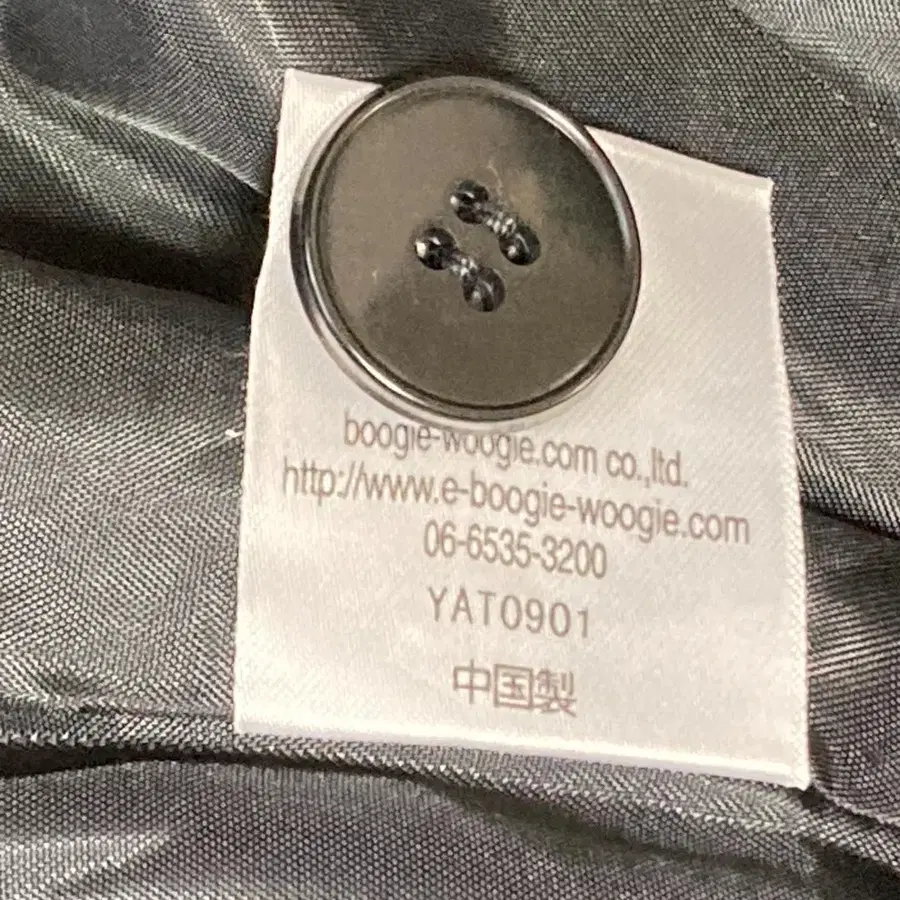 boogie-woogie.com co.,ltd.
http://www.e-boogie-woogie.com
06-6535-3200
YAT0901
中国製